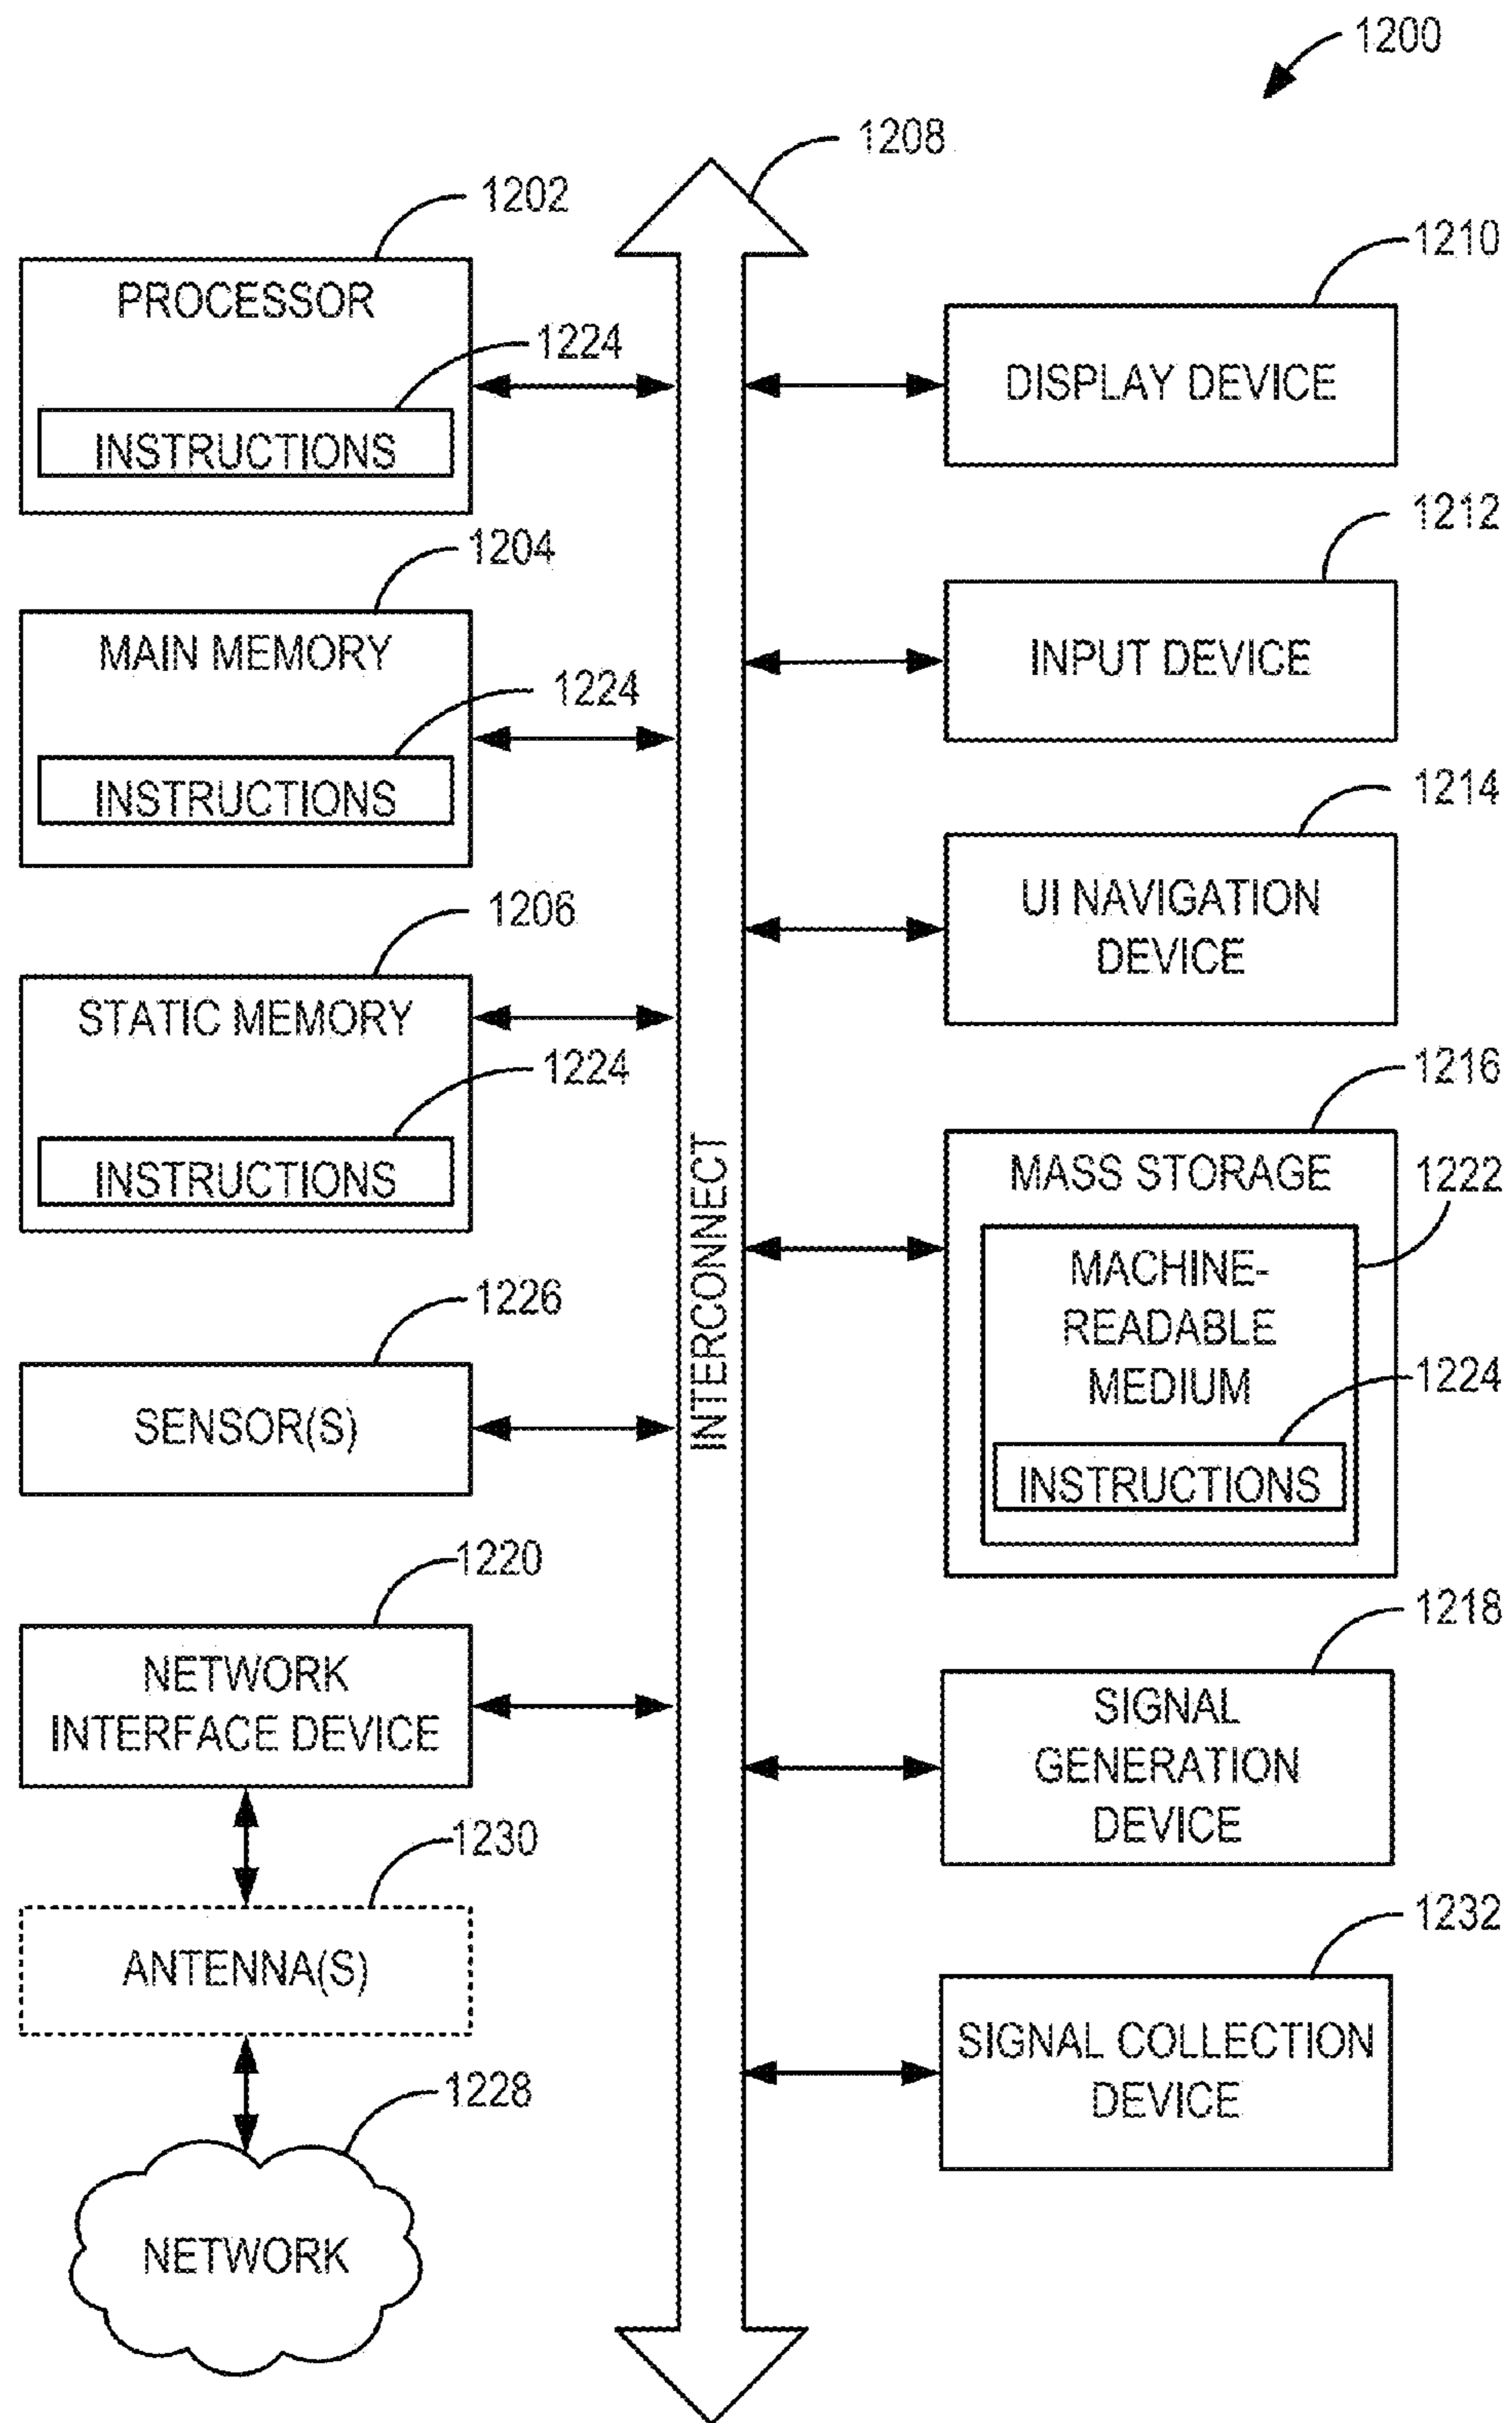 1200
1208
1202
PROCESSOR
1224
INSTRUCTIONS
1204
MAIN MEMORY
1224
INSTRUCTIONS
1206
STATIC MEMORY
1224
INSTRUCTIONS
1226
SENSOR(S)
1220
NETWORK
INTERFACE DEVICE
1230
ANTENNA(S)
1228
NETWORK
INTERCONNECT
1210
DISPLAY DEVICE
1212
INPUT DEVICE
1214
UI NAVIGATION
DEVICE
1216
MASS STORAGE
1222
MACHINE-
READABLE
MEDIUM
1224
INSTRUCTIONS
1218
SIGNAL
GENERATION
DEVICE
1232
SIGNAL COLLECTION
DEVICE